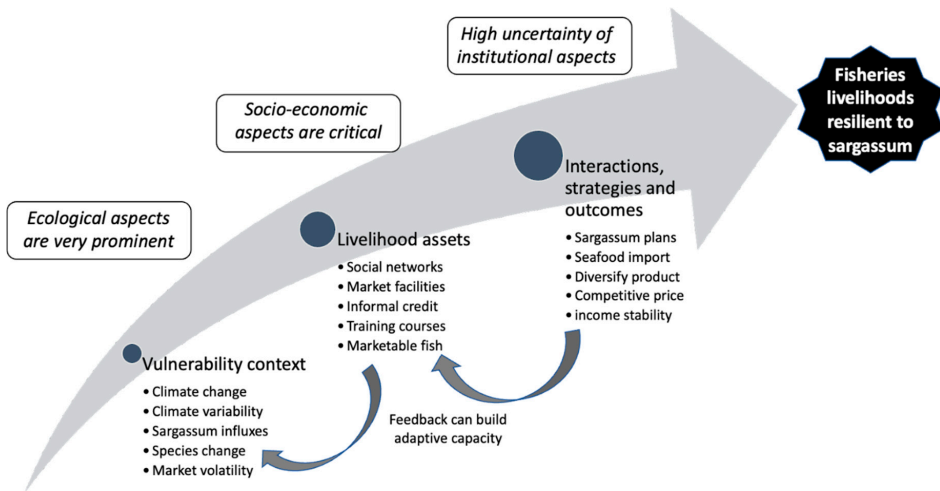 High uncertainty of
institutional aspects
Fisheries
livelihoods
resilient to
sargassum
Socio-economic
aspects are critical
Interactions,
strategies and
outcomes
• Sargassum plans
• Seafood import
• Diversify product
• Competitive price
• income stability
Ecological aspects
are very prominent
Livelihood assets
• Social networks
• Market facilities
• Informal credit
• Training courses
• Marketable fish
Vulnerability context
• Climate change
• Climate variability
• Sargassum influxes
• Species change
• Market volatility
Feedback can build
adaptive capacity